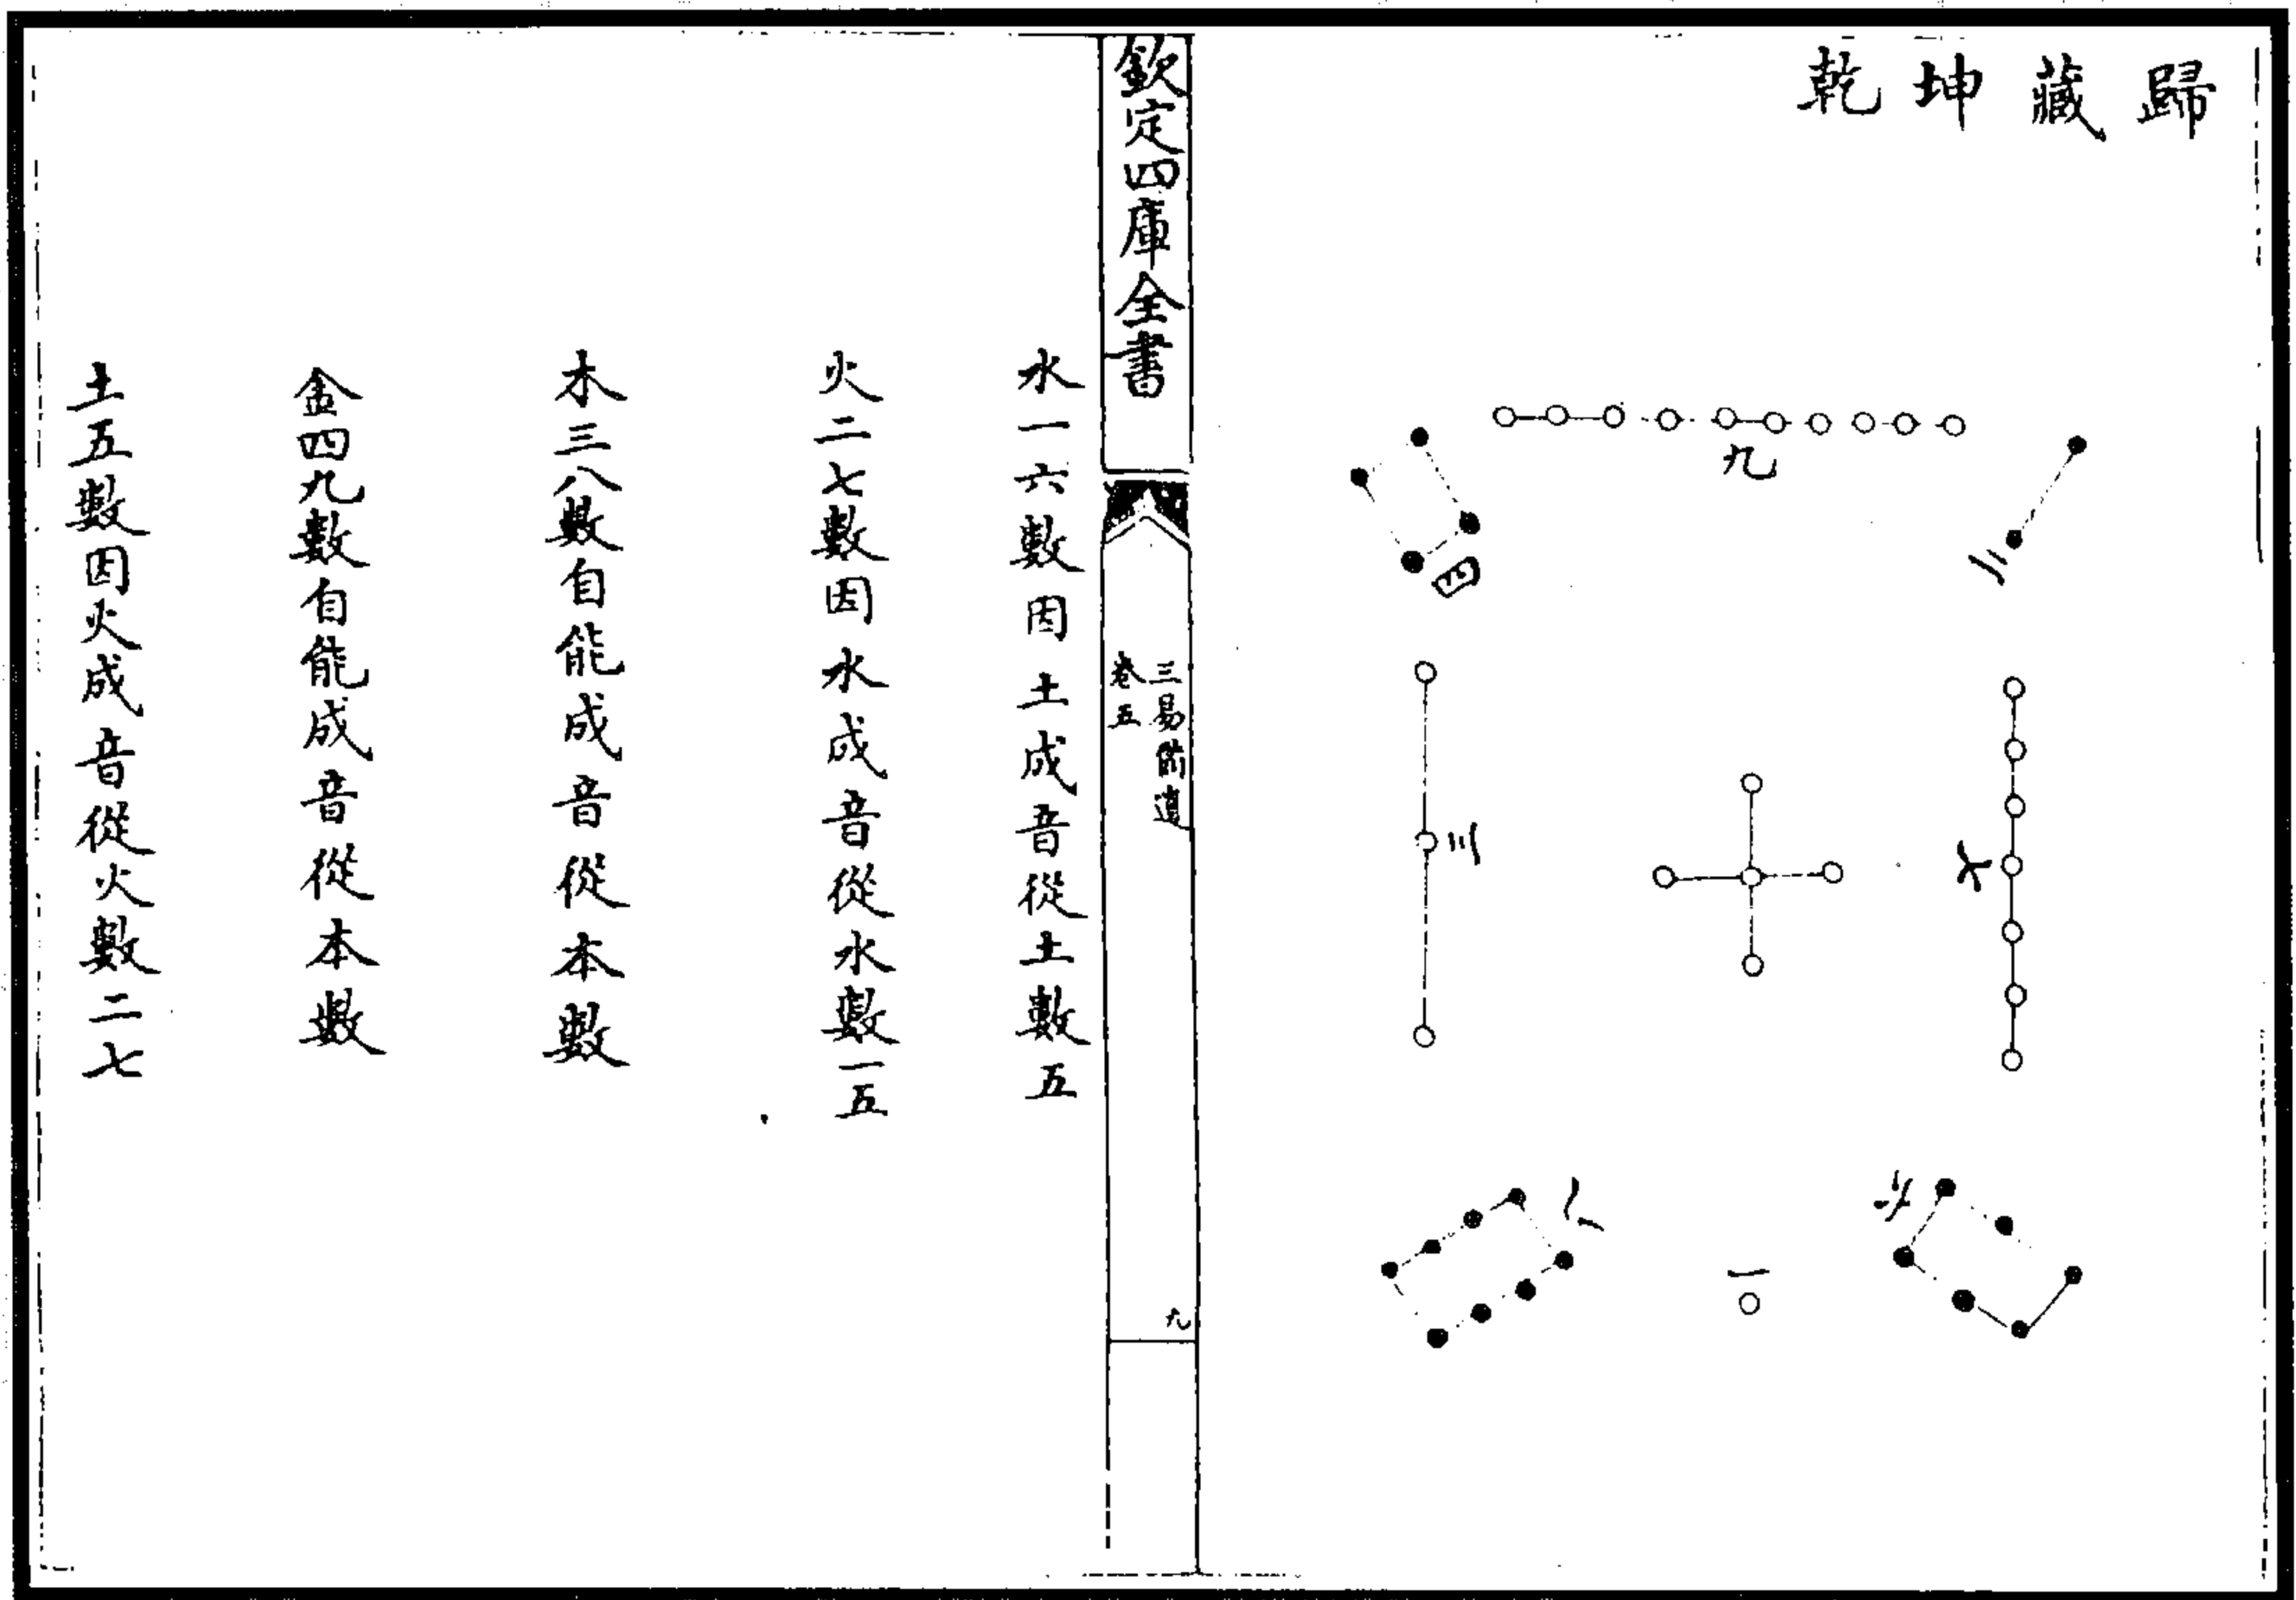 歸藏坤乾
九
二
四
七
三
六
一
八
欽定四庫全書
三易備遺
卷五
九
水一六數因土成音從土數五
火二七數因水成音從水數一五
木三八數自能成音從本數
金四九數自能成音從本數
土五數因火成音從火數二七